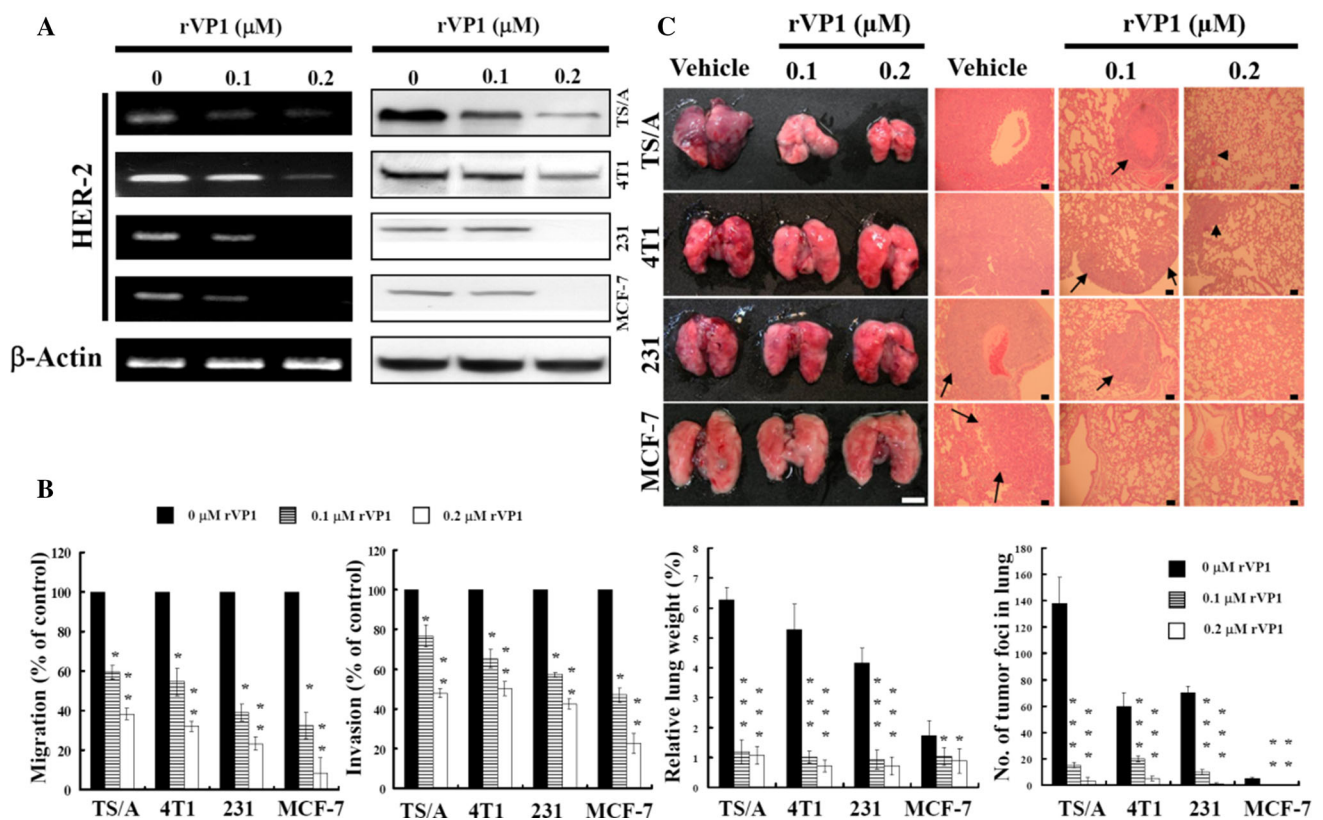 A
rVP1 (μM)
rVP1 (μM)
0 0.1 0.2
0 0.1 0.2
HER-2
TS/A
4T1
231
MCF-7
β-Actin
C
rVP1 (μM)
rVP1 (μM)
Vehicle 0.1 0.2
Vehicle 0.1 0.2
TS/A
4T1
231
MCF-7
B
0 μM rVP1 0.1 μM rVP1 0.2 μM rVP1
Migration (% of control)
120
100
80
60
40
20
0
* * * * * * * * * * * *
TS/A 4T1 231 MCF-7
Invasion (% of control)
120
100
80
60
40
20
0
* * * * * * * * * * * *
TS/A 4T1 231 MCF-7
Relative lung weight (%)
8
7
6
5
4
3
2
1
0
* * * * * * * * * * * * * * * * * * * *
TS/A 4T1 231 MCF-7
No. of tumor foci in lung
180
160
140
120
100
80
60
40
20
0
0 μM rVP1
0.1 μM rVP1
0.2 μM rVP1
* * * * * * * * * * * * * * * * * * * * * *
TS/A 4T1 231 MCF-7